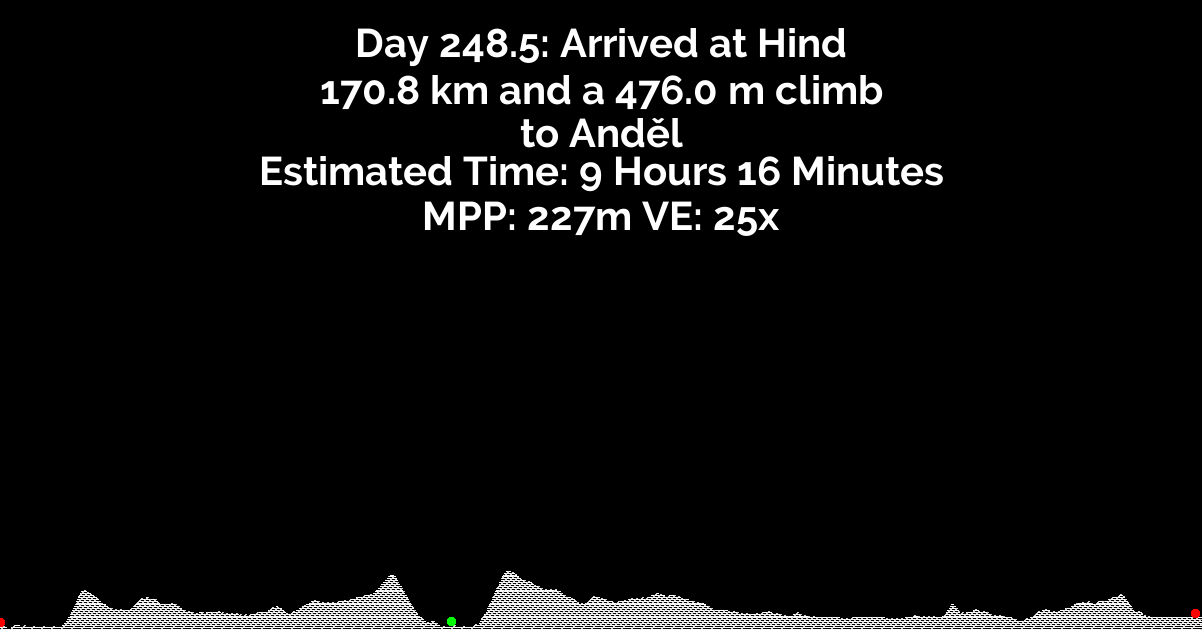 Day 248.5: Arrived at Hind
170.8 km and a 476.0 m climb
to Anděl
Estimated Time: 9 Hours 16 Minutes
MPP: 227m VE: 25x